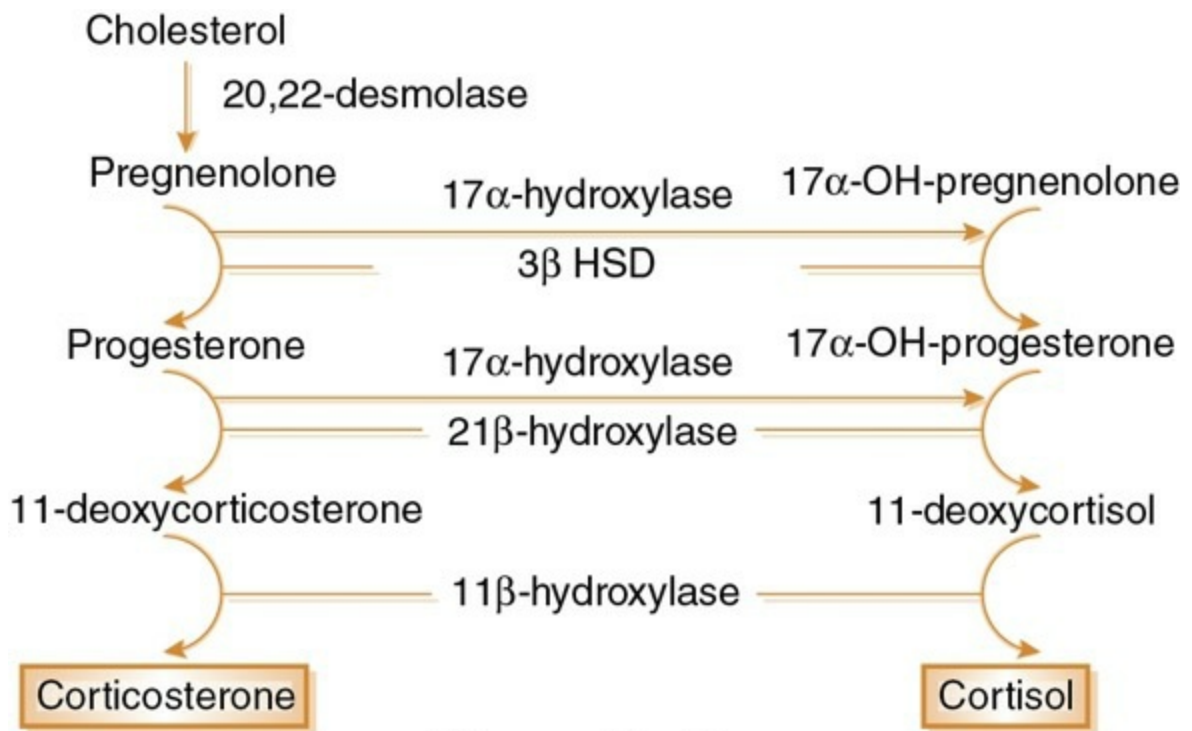 Cholesterol
20,22-desmolase
Pregnenolone
17α-hydroxylase
17α-OH-pregnenolone
3β HSD
Progesterone
17α-hydroxylase
17α-OH-progesterone
21β-hydroxylase
11-deoxycorticosterone
11-deoxycortisol
11β-hydroxylase
Corticosterone
Cortisol